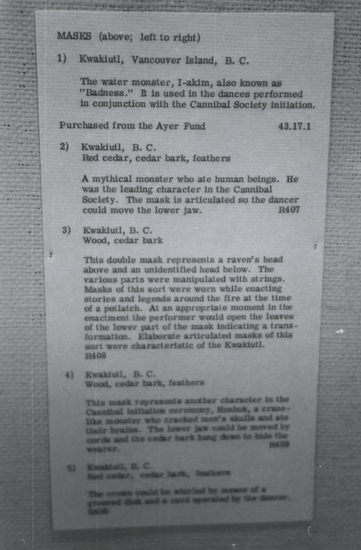 MASKS (above; left to right)
1) Kwakiutl, Vancouver Island, B. C.
The water monster, I-akim, also known as
"Badness." It is used in the dances performed
in conjunction with the Cannibal Society initiation.
Purchased from the Ayer Fund 43.17.1
2) Kwakiutl, B. C.
Red cedar, cedar bark, feathers
A mythical monster who ate human beings. He
was the leading character in the Cannibal
Society. The mask is articulated so the dancer
could move the lower jaw. R407
3) Kwakiutl, B. C.
Wood, cedar bark
This double mask represents a raven's head
above and an unidentified head below. The
various parts were manipulated with strings.
Masks of this sort were worn while enacting
stories and legends around the fire at the time
of a potlatch. At an appropriate moment in the
enactment the performer would open the leaves
of the lower part of the mask indicating a trans-
formation. Elaborate articulated masks of this
sort were characteristic of the Kwakiutl.
R408
4) Kwakiutl, B. C.
Wood, cedar bark, feathers
This mask represents another character in the
Cannibal initiation ceremony, Hoxhok, a crane-
like monster who cracked men's skulls and ate
their brains. The lower jaw could be moved by
cords and the cedar bark hung down to hide the
wearer. R409
5) Kwakiutl, B. C.
Red cedar, cedar bark, feathers
The crown could be whirled by means of a
grooved disk and a cord operated by the dancer.